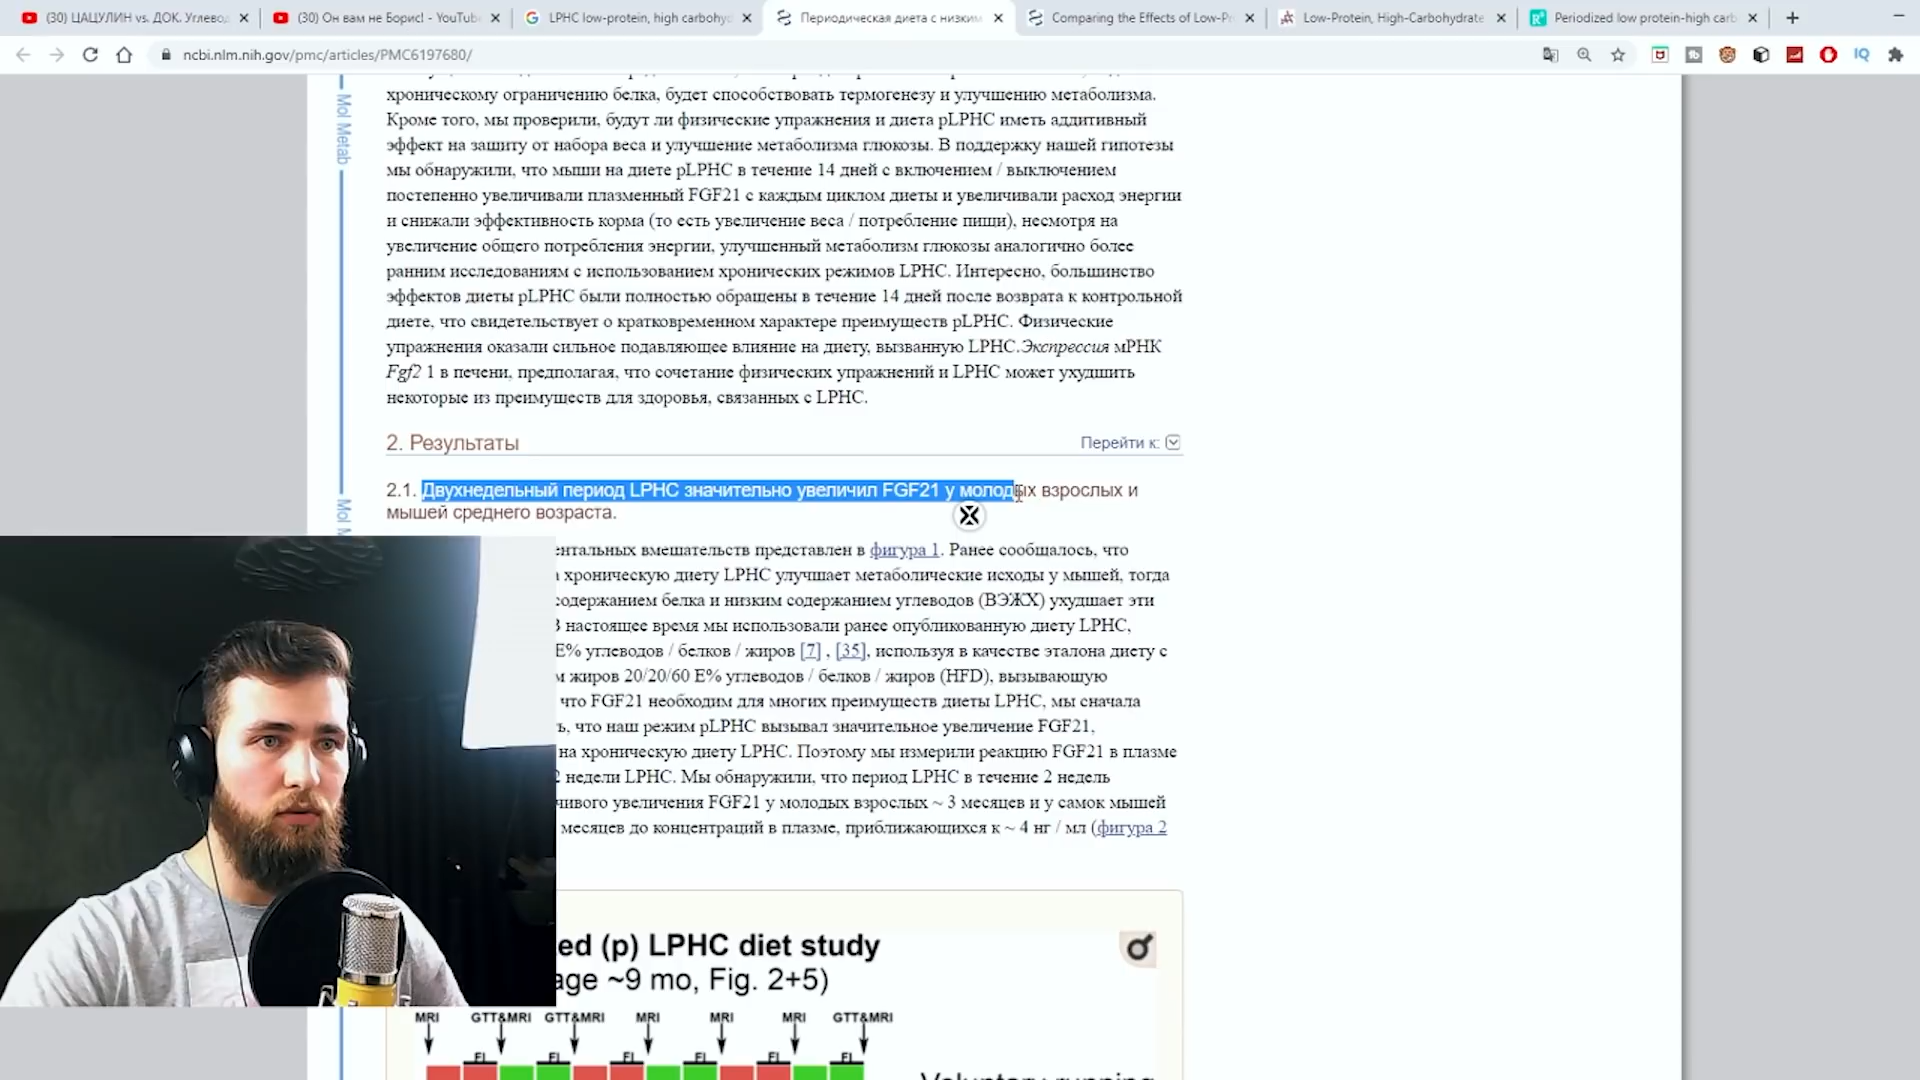 (30) ЦАЦУЛИН vs. ДОК. Углевод
(30) Он вам не Борис! - YouTube
LPHC low-protein, high carbohyd
Периодическая диета с низким
Comparing the Effects of Low-Pr
Low-Protein, High-Carbohydrate
Periodized low protein-high carb
ncbi.nlm.nih.gov/pmc/articles/PMC6197680/
хроническому ограничению белка, будет способствовать термогенезу и улучшению метаболизма.
Кроме того, мы проверили, будут ли физические упражнения и диета pLPHC иметь аддитивный
эффект на защиту от набора веса и улучшение метаболизма глюкозы. В поддержку нашей гипотезы
мы обнаружили, что мыши на диете pLPHC в течение 14 дней с включением / выключением
постепенно увеличивали плазменный FGF21 с каждым циклом диеты и увеличивали расход энергии
и снижали эффективность корма (то есть увеличение веса / потребление пищи), несмотря на
увеличение общего потребления энергии, улучшенный метаболизм глюкозы аналогично более
ранним исследованиям с использованием хронических режимов LPHC. Интересно, большинство
эффектов диеты pLPHC были полностью обращены в течение 14 дней после возврата к контрольной
диете, что свидетельствует о кратковременном характере преимуществ pLPHC. Физические
упражнения оказали сильное подавляющее влияние на диету, вызванную LPHC.Экспрессия мРНК
Fgf2 1 в печени, предполагая, что сочетание физических упражнений и LPHC может ухудшить
некоторые из преимуществ для здоровья, связанных с LPHC.
2. Результаты
Перейти к:
2.1. Двухнедельный период LPHC значительно увеличил FGF21 у молодых взрослых и
мышей среднего возраста.
ентальных вмешательств представлен в фигура 1. Ранее сообщалось, что
хроническую диету LPHC улучшает метаболические исходы у мышей, тогда
содержанием белка и низким содержанием углеводов (ВЭЖХ) ухудшает эти
В настоящее время мы использовали ранее опубликованную диету LPHC,
E% углеводов / белков / жиров [7] , [35], используя в качестве эталона диету с
м жиров 20/20/60 E% углеводов / белков / жиров (HFD), вызывающую
что FGF21 необходим для многих преимуществ диеты LPHC, мы сначала
ь, что наш режим pLPHC вызывал значительное увеличение FGF21,
на хроническую диету LPHC. Поэтому мы измерили реакцию FGF21 в плазме
2 недели LPHC. Мы обнаружили, что период LPHC в течение 2 недель
чивого увеличения FGF21 у молодых взрослых ~ 3 месяцев и у самок мышей
месяцев до концентраций в плазме, приближающихся к ~ 4 нг / мл (фигура 2
Mol Metab
Mol M
ed (p) LPHC diet study
age ~9 mo, Fig. 2+5)
MRI GTT&MRI GTT&MRI MRI MRI MRI GTT&MRI
FI FI FI FI FI FI
Voluntary running